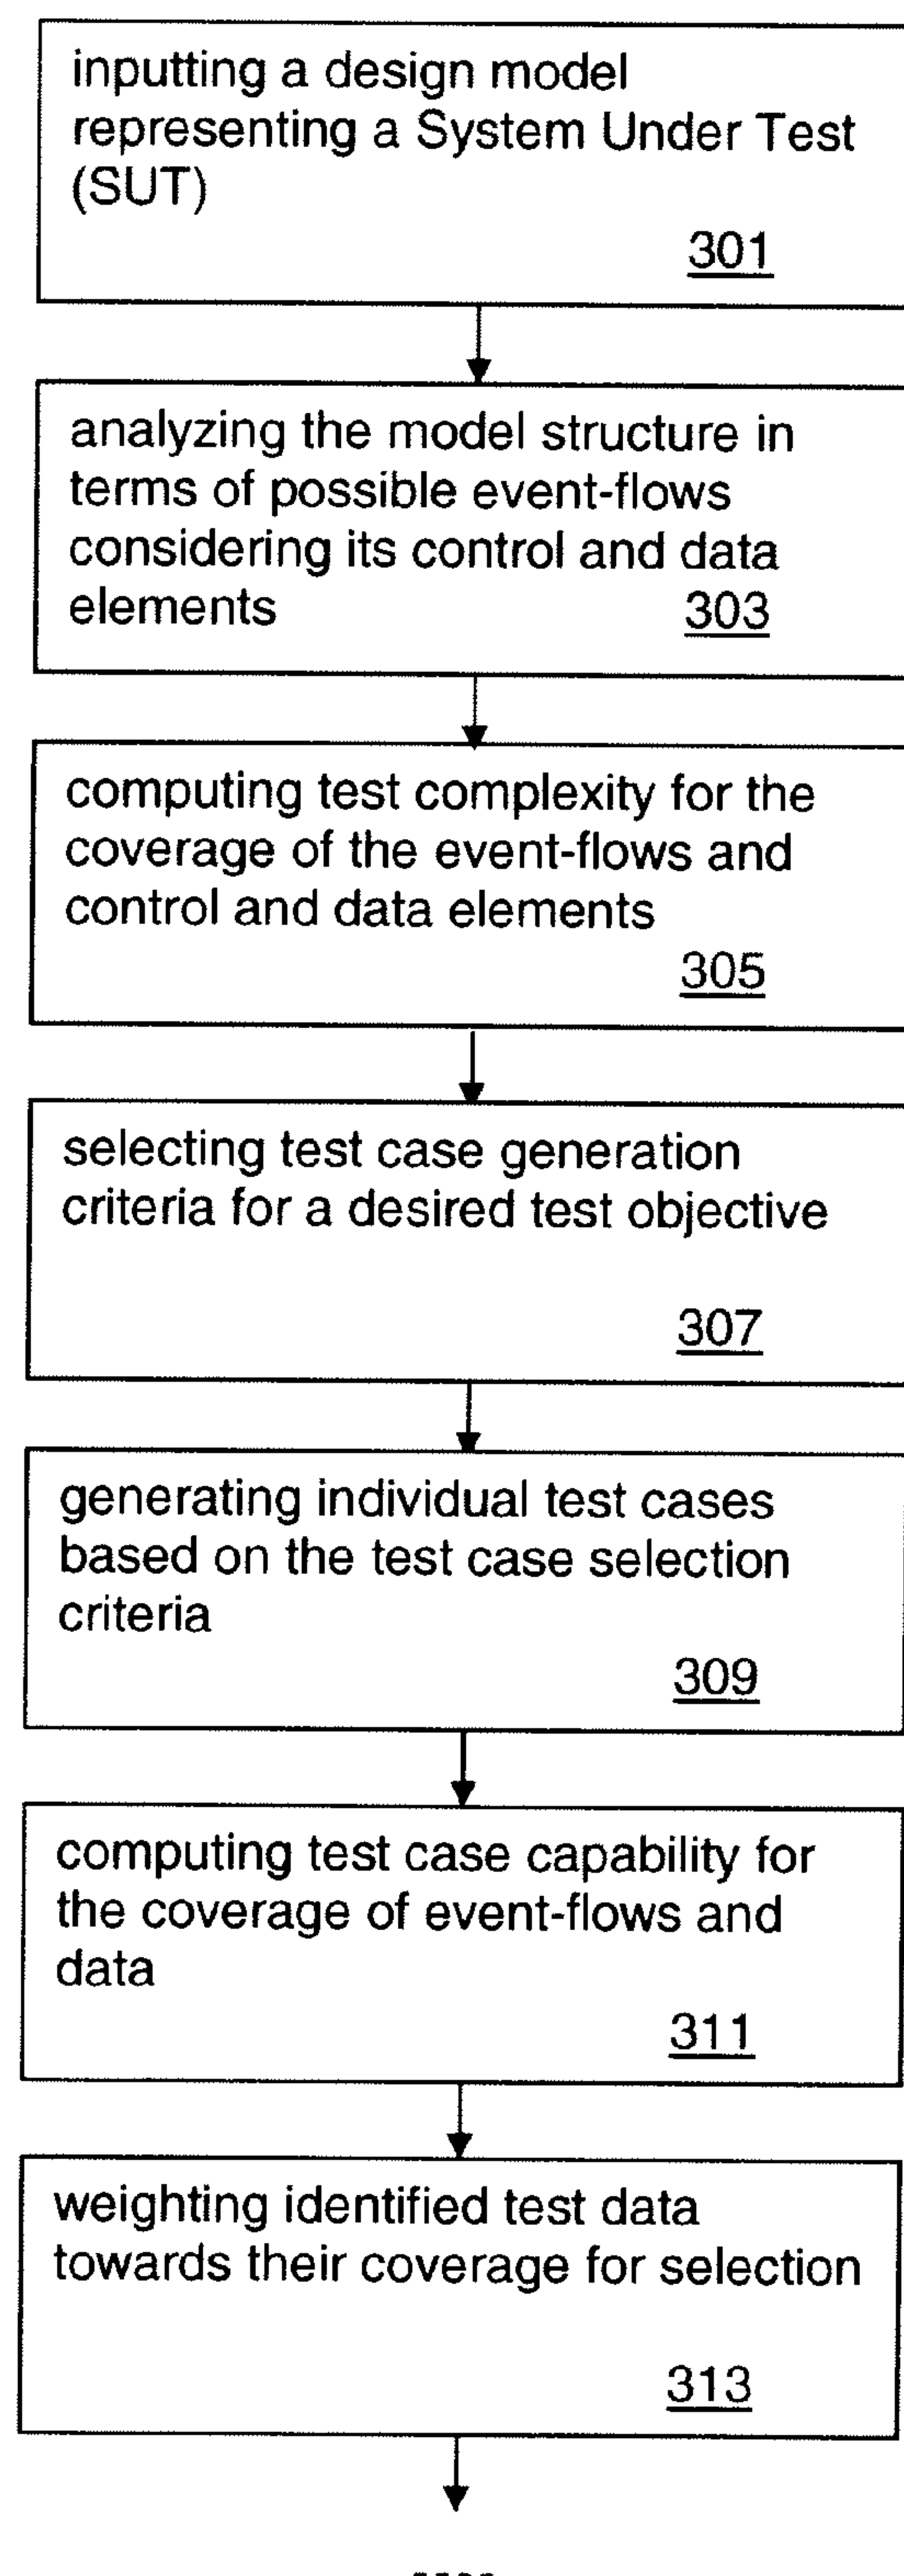 inputting a design model
representing a System Under Test
(SUT)
301
analyzing the model structure in
terms of possible event-flows
considering its control and data
elements 303
computing test complexity for the
coverage of the event-flows and
control and data elements
305
selecting test case generation
criteria for a desired test objective
307
generating individual test cases
based on the test case selection
criteria
309
computing test case capability for
the coverage of event-flows and
data
311
weighting identified test data
towards their coverage for selection
313